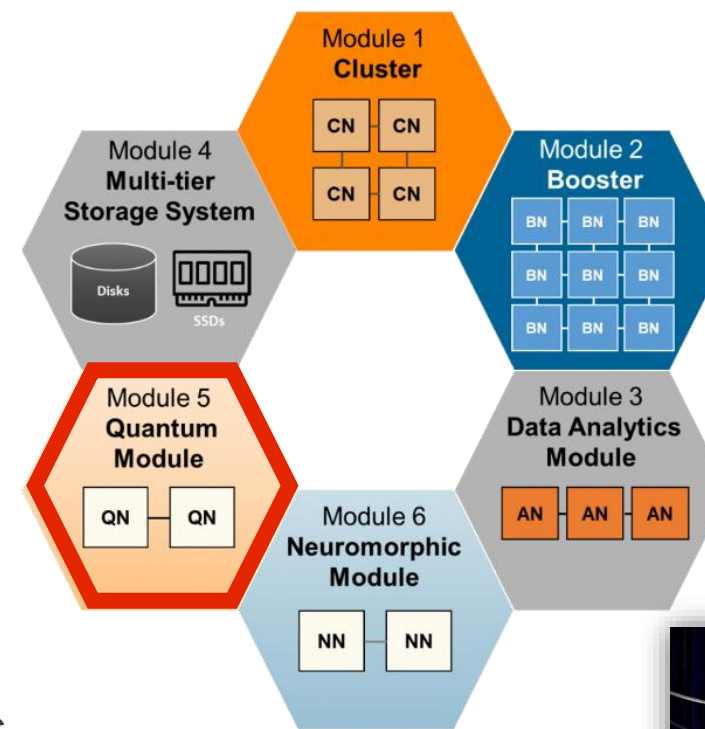 Module 1
Cluster
CN CN
CN CN
Module 2
Booster
BN BN BN
BN BN BN
BN BN BN
Module 3
Data Analytics
Module
AN AN AN
Module 4
Multi-tier
Storage System
Disks
SSDs
Module 5
Quantum
Module
QN QN
Module 6
Neuromorphic
Module
NN NN